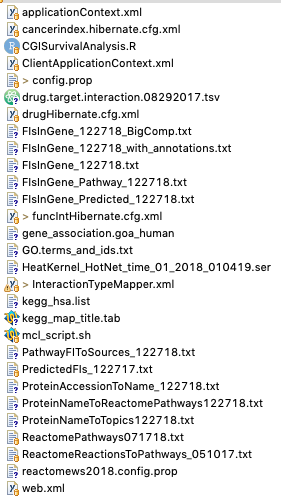 applicationContext.xml
cancerindex.hibernate.cfg.xml
CGISurvivalAnalysis.R
ClientApplicationContext.xml
> config.prop
drug.target.interaction.08292017.tsv
drugHibernate.cfg.xml
FIsInGene_122718_BigComp.txt
FIsInGene_122718_with_annotations.txt
FIsInGene_122718.txt
FIsInGene_Pathway_122718.txt
FIsInGene_Predicted_122718.txt
> funcIntHibernate.cfg.xml
gene_association.goa_human
GO.terms_and_ids.txt
HeatKernel_HotNet_time_01_2018_010419.ser
> InteractionTypeMapper.xml
kegg_hsa.list
kegg_map_title.tab
mcl_script.sh
PathwayFIToSources_122718.txt
PredictedFIs_122717.txt
ProteinAccessionToName_122718.txt
ProteinNameToReactomePathways122718.txt
ProteinNameToTopics122718.txt
ReactomePathways071718.txt
ReactomeReactionsToPathways_051017.txt
reactomews2018.config.prop
web.xml